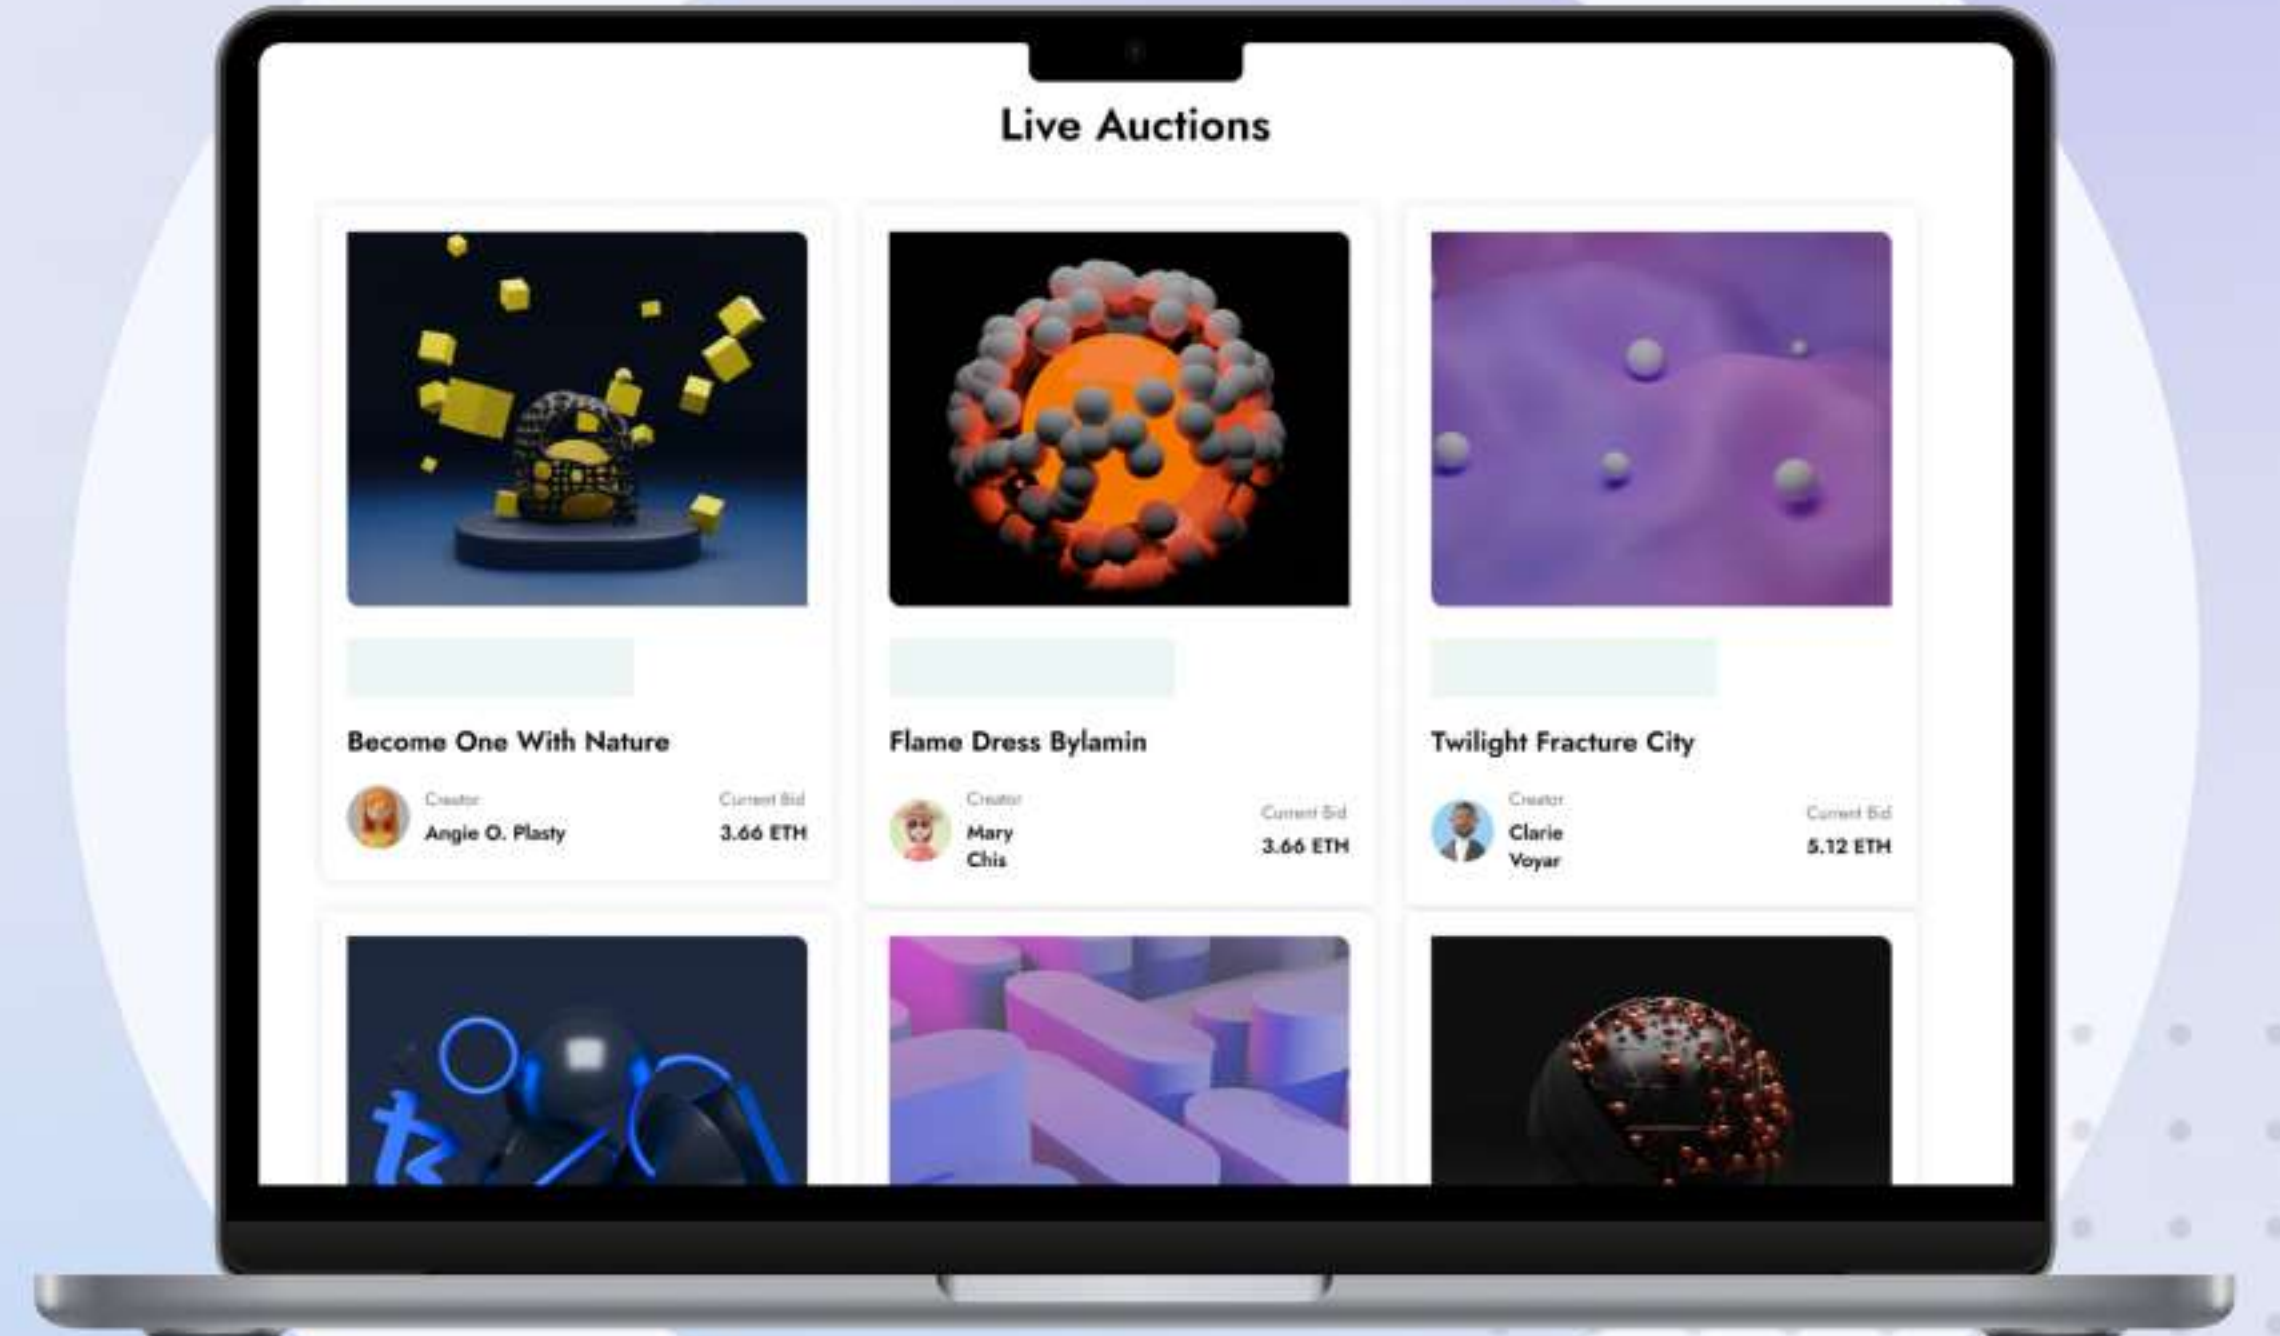 Live Auctions
Become One With Nature
Creator
Angie O. Plasty
Current Bid
3.66 ETH
Flame Dress Bylamin
Creator
Mary
Chis
Current Bid
3.66 ETH
Twilight Fracture City
Creator
Clarie
Voyar
Current Bid
5.12 ETH